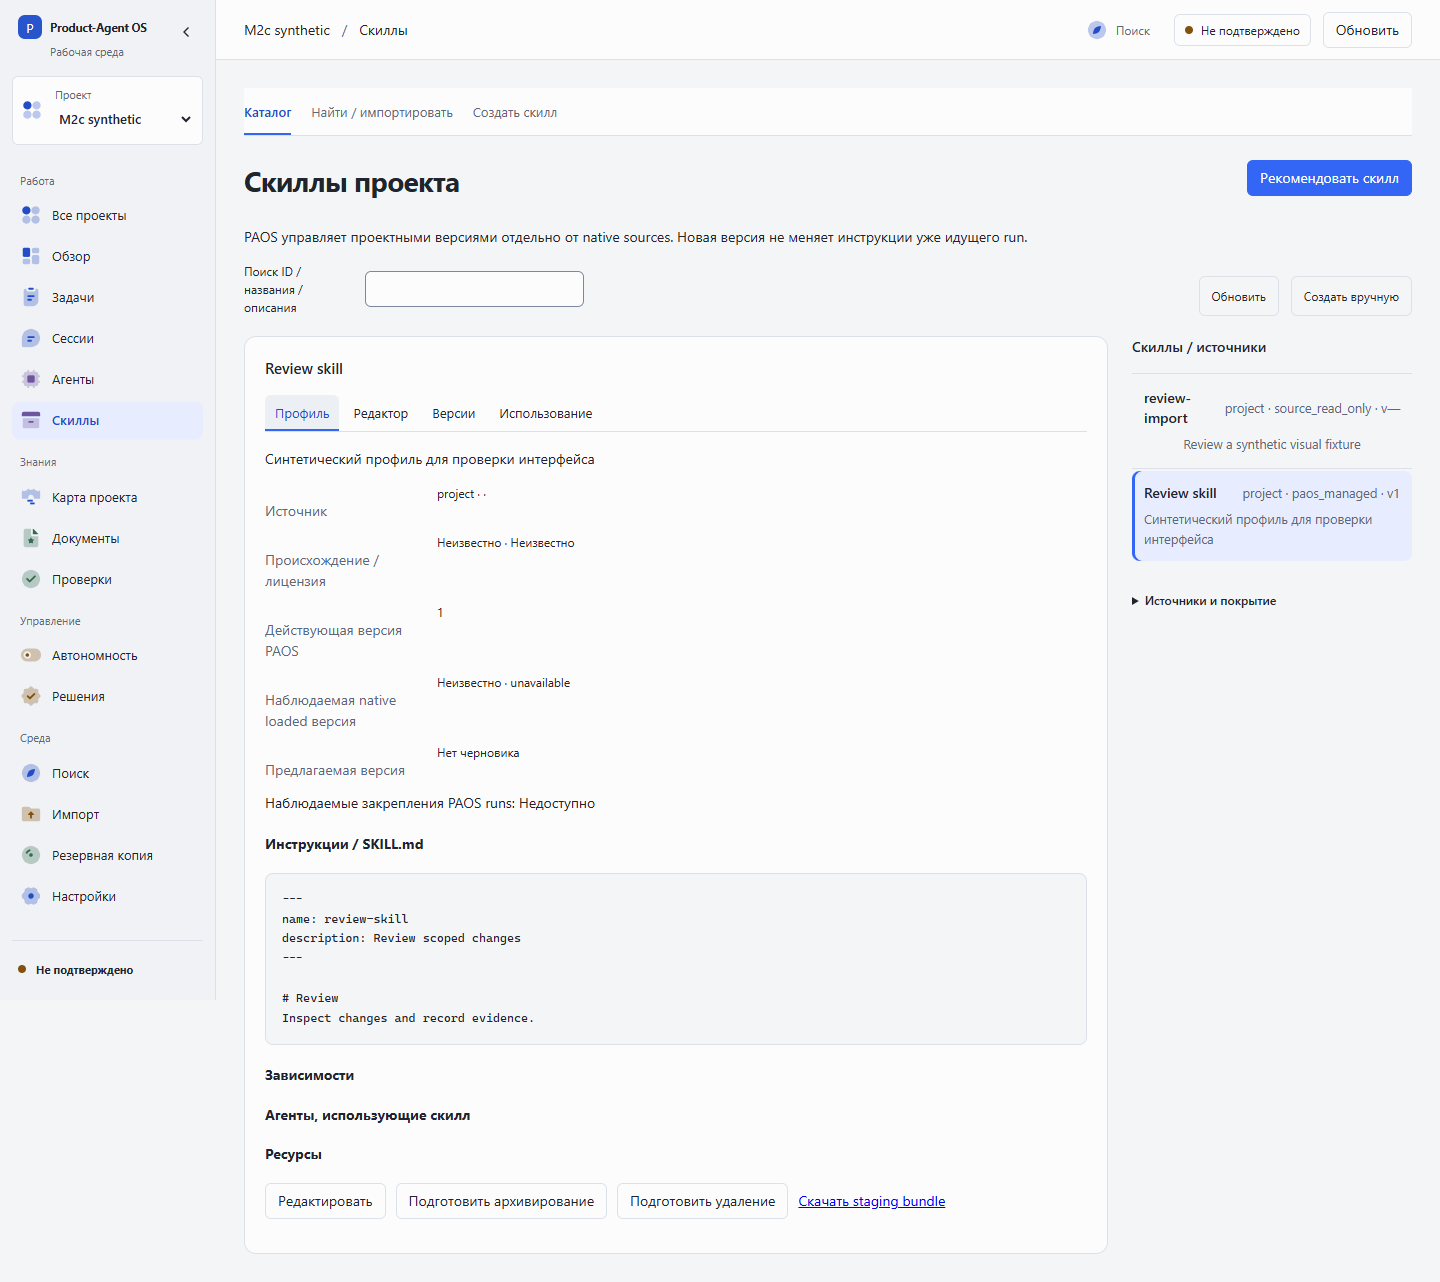 P
Product-Agent OS
Рабочая среда
Проект
M2c synthetic
Работа
Все проекты
Обзор
Задачи
Сессии
Агенты
Скиллы
Знания
Карта проекта
Документы
Проверки
Управление
Автономность
Решения
Среда
Поиск
Импорт
Резервная копия
Настройки
Не подтверждено
M2c synthetic / Скиллы
Поиск
Не подтверждено
Обновить
Каталог
Найти / импортировать
Создать скилл
Скиллы проекта
Рекомендовать скилл
PAOS управляет проектными версиями отдельно от native sources. Новая версия не меняет инструкции уже идущего run.
Поиск ID /
названия /
описания
Обновить
Создать вручную
Review skill
Профиль
Редактор
Версии
Использование
Синтетический профиль для проверки интерфейса
Источник
project · ·
Происхождение /
лицензия
Неизвестно · Неизвестно
Действующая версия
PAOS
1
Наблюдаемая native
loaded версия
Неизвестно · unavailable
Предлагаемая версия
Нет черновика
Наблюдаемые закрепления PAOS runs: Недоступно
Инструкции / SKILL.md
---
name: review-skill
description: Review scoped changes
---
# Review
Inspect changes and record evidence.
Зависимости
Агенты, использующие скилл
Ресурсы
Редактировать
Подготовить архивирование
Подготовить удаление
Скачать staging bundle
Скиллы / источники
review-
import
project · source_read_only · v—
Review a synthetic visual fixture
Review skill
project · paos_managed · v1
Синтетический профиль для проверки
интерфейса
Источники и покрытие